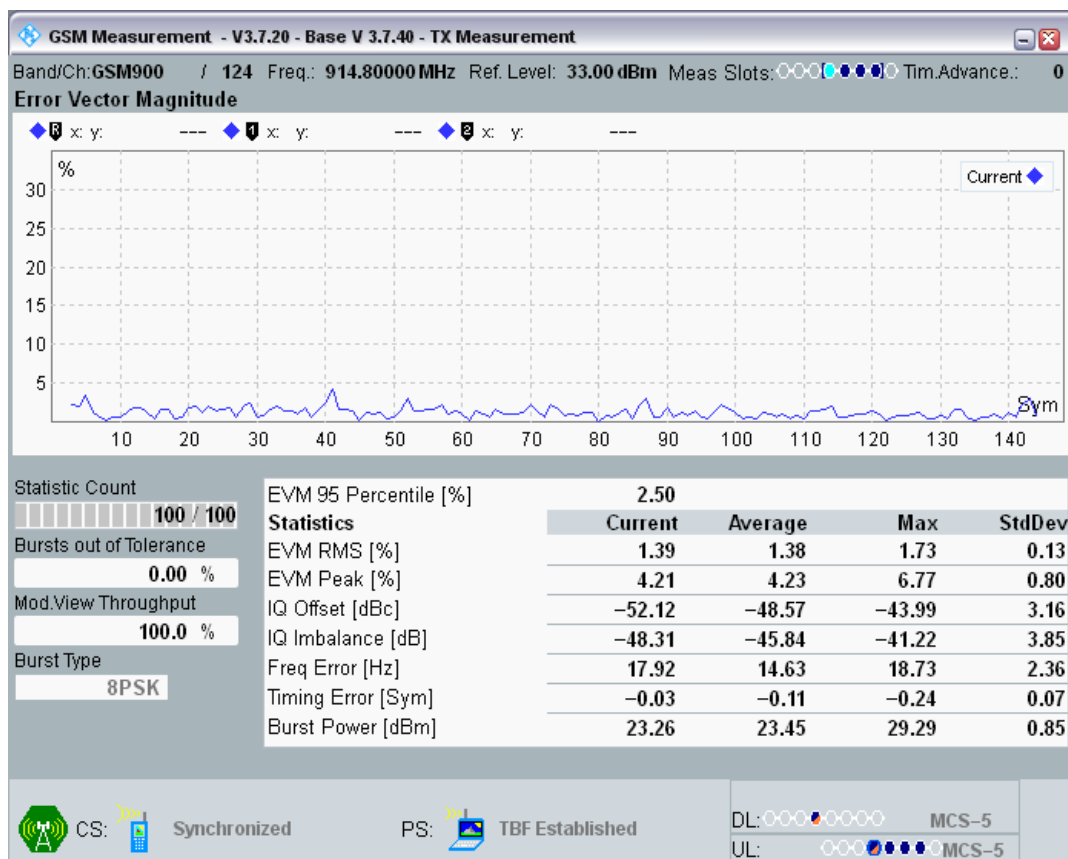 GSM Measurement - V3.7.20 - Base V 3.7.40 - TX Measurement
Band/Ch:GSM900 / 124 Freq.: 914.80000 MHz Ref. Level: 33.00 dBm Meas Slots: Tim.Advance.: 0
Error Vector Magnitude
R x: y: --- 1 x: y: --- 2 x: y: ---
%
Current
30
25
20
15
10
5
Sym
10 20 30 40 50 60 70 80 90 100 110 120 130 140
Statistic Count
100 / 100
Bursts out of Tolerance
0.00 %
Mod.View Throughput
100.0 %
Burst Type
8PSK
EVM 95 Percentile [%] 2.50
Statistics Current Average Max StdDev
EVM RMS [%] 1.39 1.38 1.73 0.13
EVM Peak [%] 4.21 4.23 6.77 0.80
IQ Offset [dBc] −52.12 −48.57 −43.99 3.16
IQ Imbalance [dB] −48.31 −45.84 −41.22 3.85
Freq Error [Hz] 17.92 14.63 18.73 2.36
Timing Error [Sym] −0.03 −0.11 −0.24 0.07
Burst Power [dBm] 23.26 23.45 29.29 0.85
CS: Synchronized PS: TBF Established
DL: MCS−5
UL: MCS−5